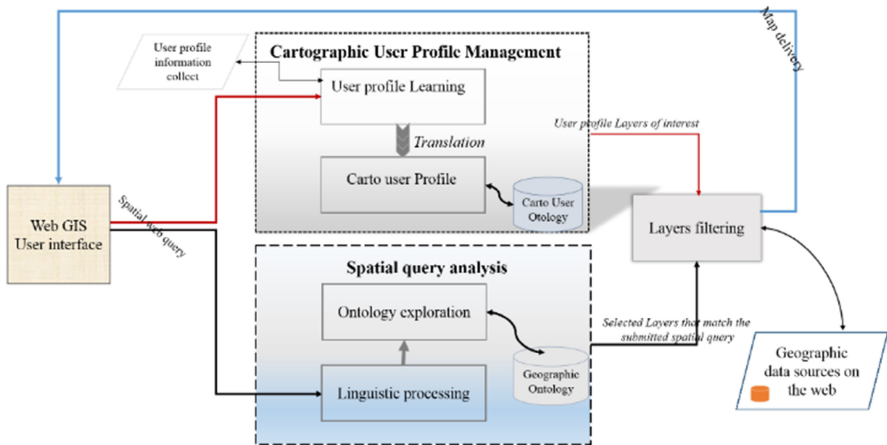 Map delivery
User profile
information
collect
Cartographic User Profile Management
User profile Learning
Translation
Carto user Profile
Carto User
Otology
User profile Layers of interest
Web GIS
User interface
Spatial web query
Layers filtering
Spatial query analysis
Ontology exploration
Linguistic processing
Geographic
Ontology
Selected Layers that match the
submitted spatial query
Geographic
data sources on
the web